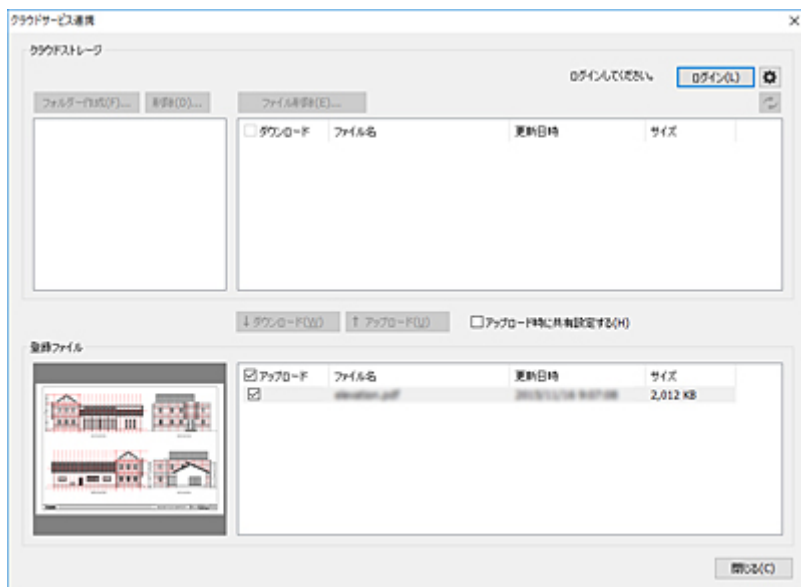 クラウドサービス連携
クラウドストレージ
ログインしてください。 ログイン(L)
フォルダー作成(F)... 削除(D)... ファイル削除(E)...
ダウンロード ファイル名 更新日時 サイズ
↓ダウンロード(W) ↑アップロード(U) アップロード時に共有設定する(H)
登録ファイル
アップロード ファイル名 更新日時 サイズ
elevation.pdf 2,012 KB
閉じる(C)